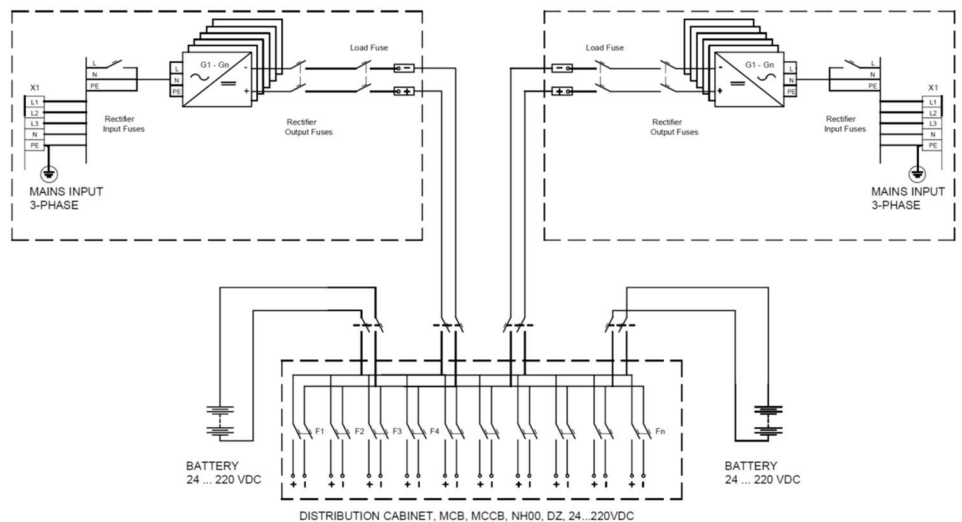 Load Fuse
G1 - Gn
L
N
PE
L
N
PE
-
+
-
+
X1
L1
L2
L3
N
PE
Rectifier
Input Fuses
Rectifier
Output Fuses
MAINS INPUT
3-PHASE
Load Fuse
G1 - Gn
-
+
-
+
L
N
PE
L
N
PE
X1
L1
L2
L3
N
PE
Rectifier
Output Fuses
Rectifier
Input Fuses
MAINS INPUT
3-PHASE
F1 F2 F3 F4 Fn
+ I + I + I + I + I + I + I + I + I + I
BATTERY
24 ... 220 VDC
BATTERY
24 ... 220 VDC
DISTRIBUTION CABINET, MCB, MCCB, NH00, DZ, 24...220VDC